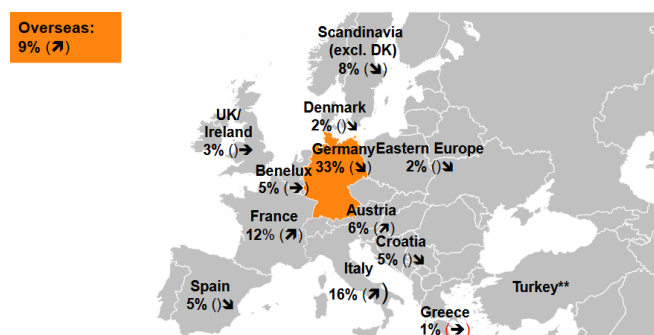 Overseas:
9% (↗)
Scandinavia
(excl. DK)
8% (↘)
UK/
Ireland
3% ()→
Denmark
2% ()↘
Germany
33% (↘)
Eastern Europe
2% ()↘
Benelux
5% (→)
France
12% (↗)
Austria
6% (↗)
Croatia
5% ()↘
Italy
16% (↗)
Spain
5% ()↘
Turkey**
Greece
1% (→)